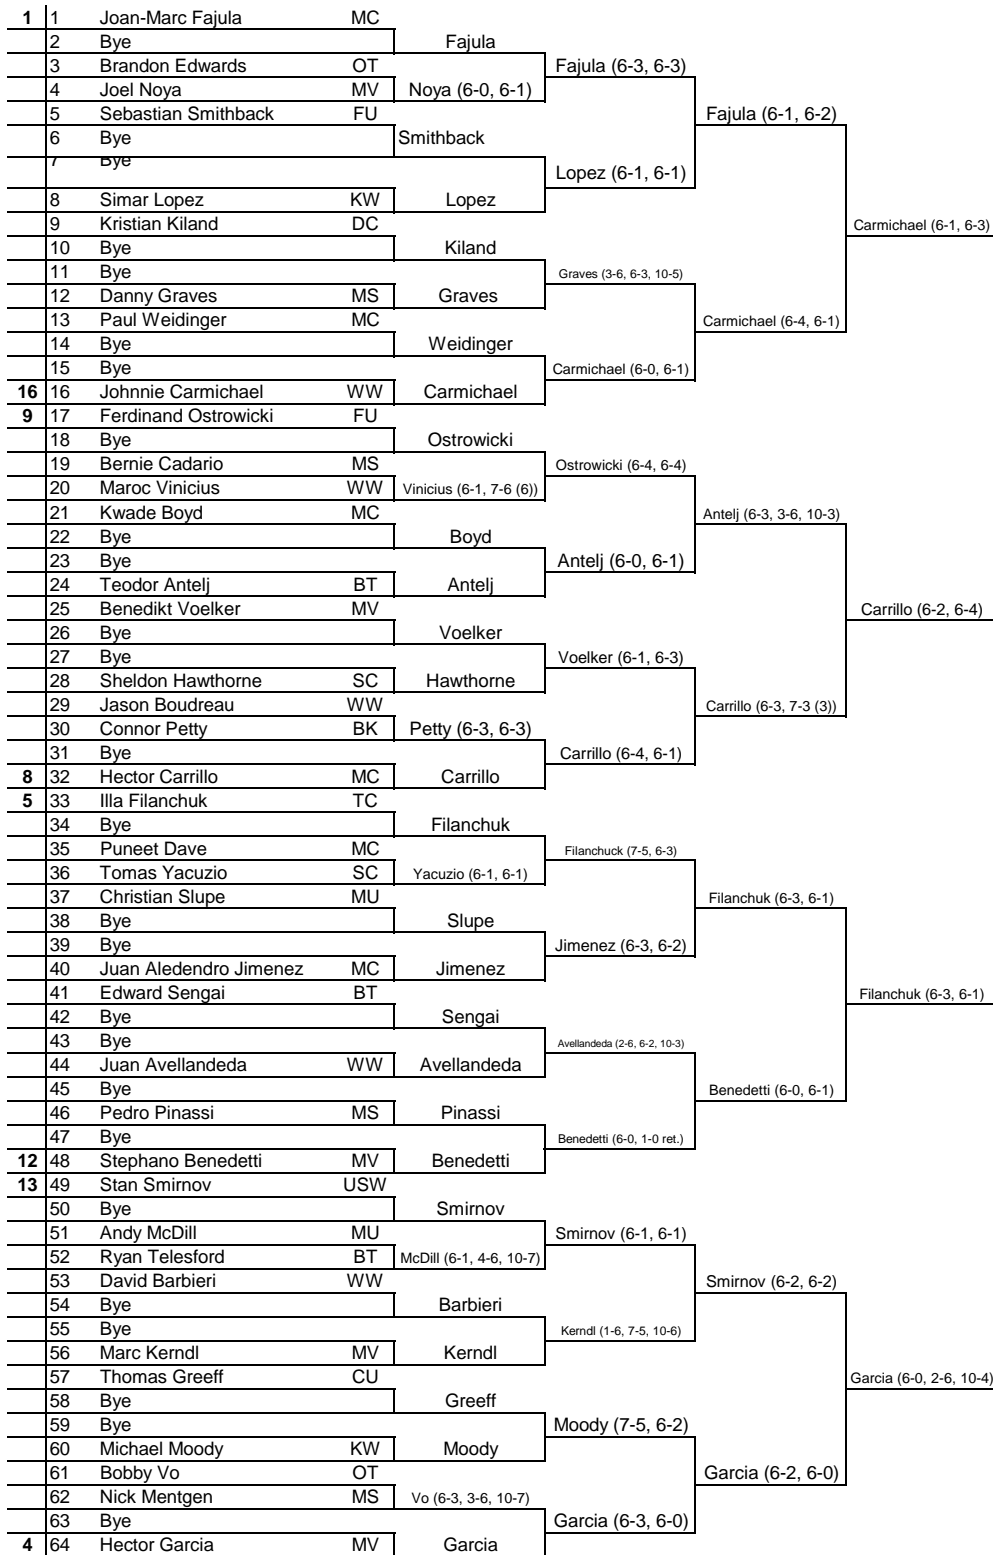 1 1 Joan-Marc Fajula MC
2 Bye Fajula
3 Brandon Edwards OT Fajula (6-3, 6-3)
4 Joel Noya MV Noya (6-0, 6-1)
5 Sebastian Smithback FU Fajula (6-1, 6-2)
6 Bye Smithback
7 Bye
Lopez (6-1, 6-1)
8 Simar Lopez KW Lopez
9 Kristian Kiland DC Carmichael (6-1, 6-3)
10 Bye Kiland
11 Bye Graves (3-6, 6-3, 10-5)
12 Danny Graves MS Graves
13 Paul Weidinger MC Carmichael (6-4, 6-1)
14 Bye Weidinger
15 Bye Carmichael (6-0, 6-1)
16 16 Johnnie Carmichael WW Carmichael
9 17 Ferdinand Ostrowicki FU
18 Bye Ostrowicki
19 Bernie Cadario MS Ostrowicki (6-4, 6-4)
20 Maroc Vinicius WW Vinicius (6-1, 7-6 (6))
21 Kwade Boyd MC Antelj (6-3, 3-6, 10-3)
22 Bye Boyd
23 Bye Antelj (6-0, 6-1)
24 Teodor Antelj BT Antelj
25 Benedikt Voelker MV Carrillo (6-2, 6-4)
26 Bye Voelker
27 Bye Voelker (6-1, 6-3)
28 Sheldon Hawthorne SC Hawthorne
29 Jason Boudreau WW Carrillo (6-3, 7-3 (3))
30 Connor Petty BK Petty (6-3, 6-3)
31 Bye Carrillo (6-4, 6-1)
8 32 Hector Carrillo MC Carrillo
5 33 Illa Filanchuk TC
34 Bye Filanchuk
35 Puneet Dave MC Filanchuck (7-5, 6-3)
36 Tomas Yacuzio SC Yacuzio (6-1, 6-1)
37 Christian Slupe MU Filanchuk (6-3, 6-1)
38 Bye Slupe
39 Bye Jimenez (6-3, 6-2)
40 Juan Aledendro Jimenez MC Jimenez
41 Edward Sengai BT Filanchuk (6-3, 6-1)
42 Bye Sengai
43 Bye Avellandeda (2-6, 6-2, 10-3)
44 Juan Avellandeda WW Avellandeda
45 Bye Benedetti (6-0, 6-1)
46 Pedro Pinassi MS Pinassi
47 Bye Benedetti (6-0, 1-0 ret.)
12 48 Stephano Benedetti MV Benedetti
13 49 Stan Smirnov USW
50 Bye Smirnov
51 Andy McDill MU Smirnov (6-1, 6-1)
52 Ryan Telesford BT McDill (6-1, 4-6, 10-7)
53 David Barbieri WW Smirnov (6-2, 6-2)
54 Bye Barbieri
55 Bye Kerndl (1-6, 7-5, 10-6)
56 Marc Kerndl MV Kerndl
57 Thomas Greeff CU Garcia (6-0, 2-6, 10-4)
58 Bye Greeff
59 Bye Moody (7-5, 6-2)
60 Michael Moody KW Moody
61 Bobby Vo OT Garcia (6-2, 6-0)
62 Nick Mentgen MS Vo (6-3, 3-6, 10-7)
63 Bye Garcia (6-3, 6-0)
4 64 Hector Garcia MV Garcia